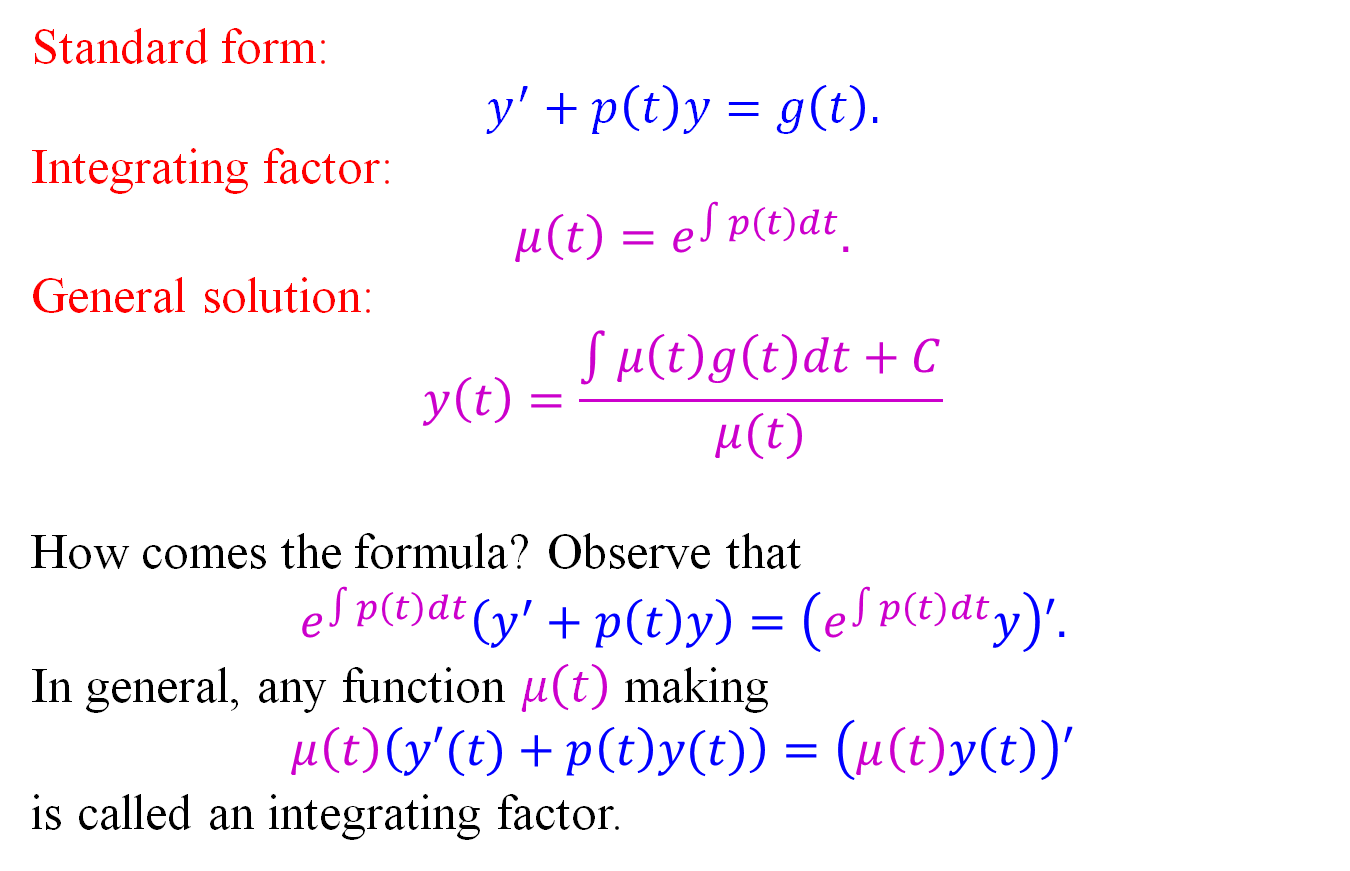 Standard form:
y′ + p(t)y = g(t).
Integrating factor:
μ(t) = e^{∫ p(t)dt}.
General solution:
y(t) = \frac{∫ μ(t)g(t)dt + C}{μ(t)}
How comes the formula? Observe that
e^{∫ p(t)dt}(y′ + p(t)y) = (e^{∫ p(t)dt}y)′.
In general, any function μ(t) making
μ(t)(y′(t) + p(t)y(t)) = (μ(t)y(t))′
is called an integrating factor.